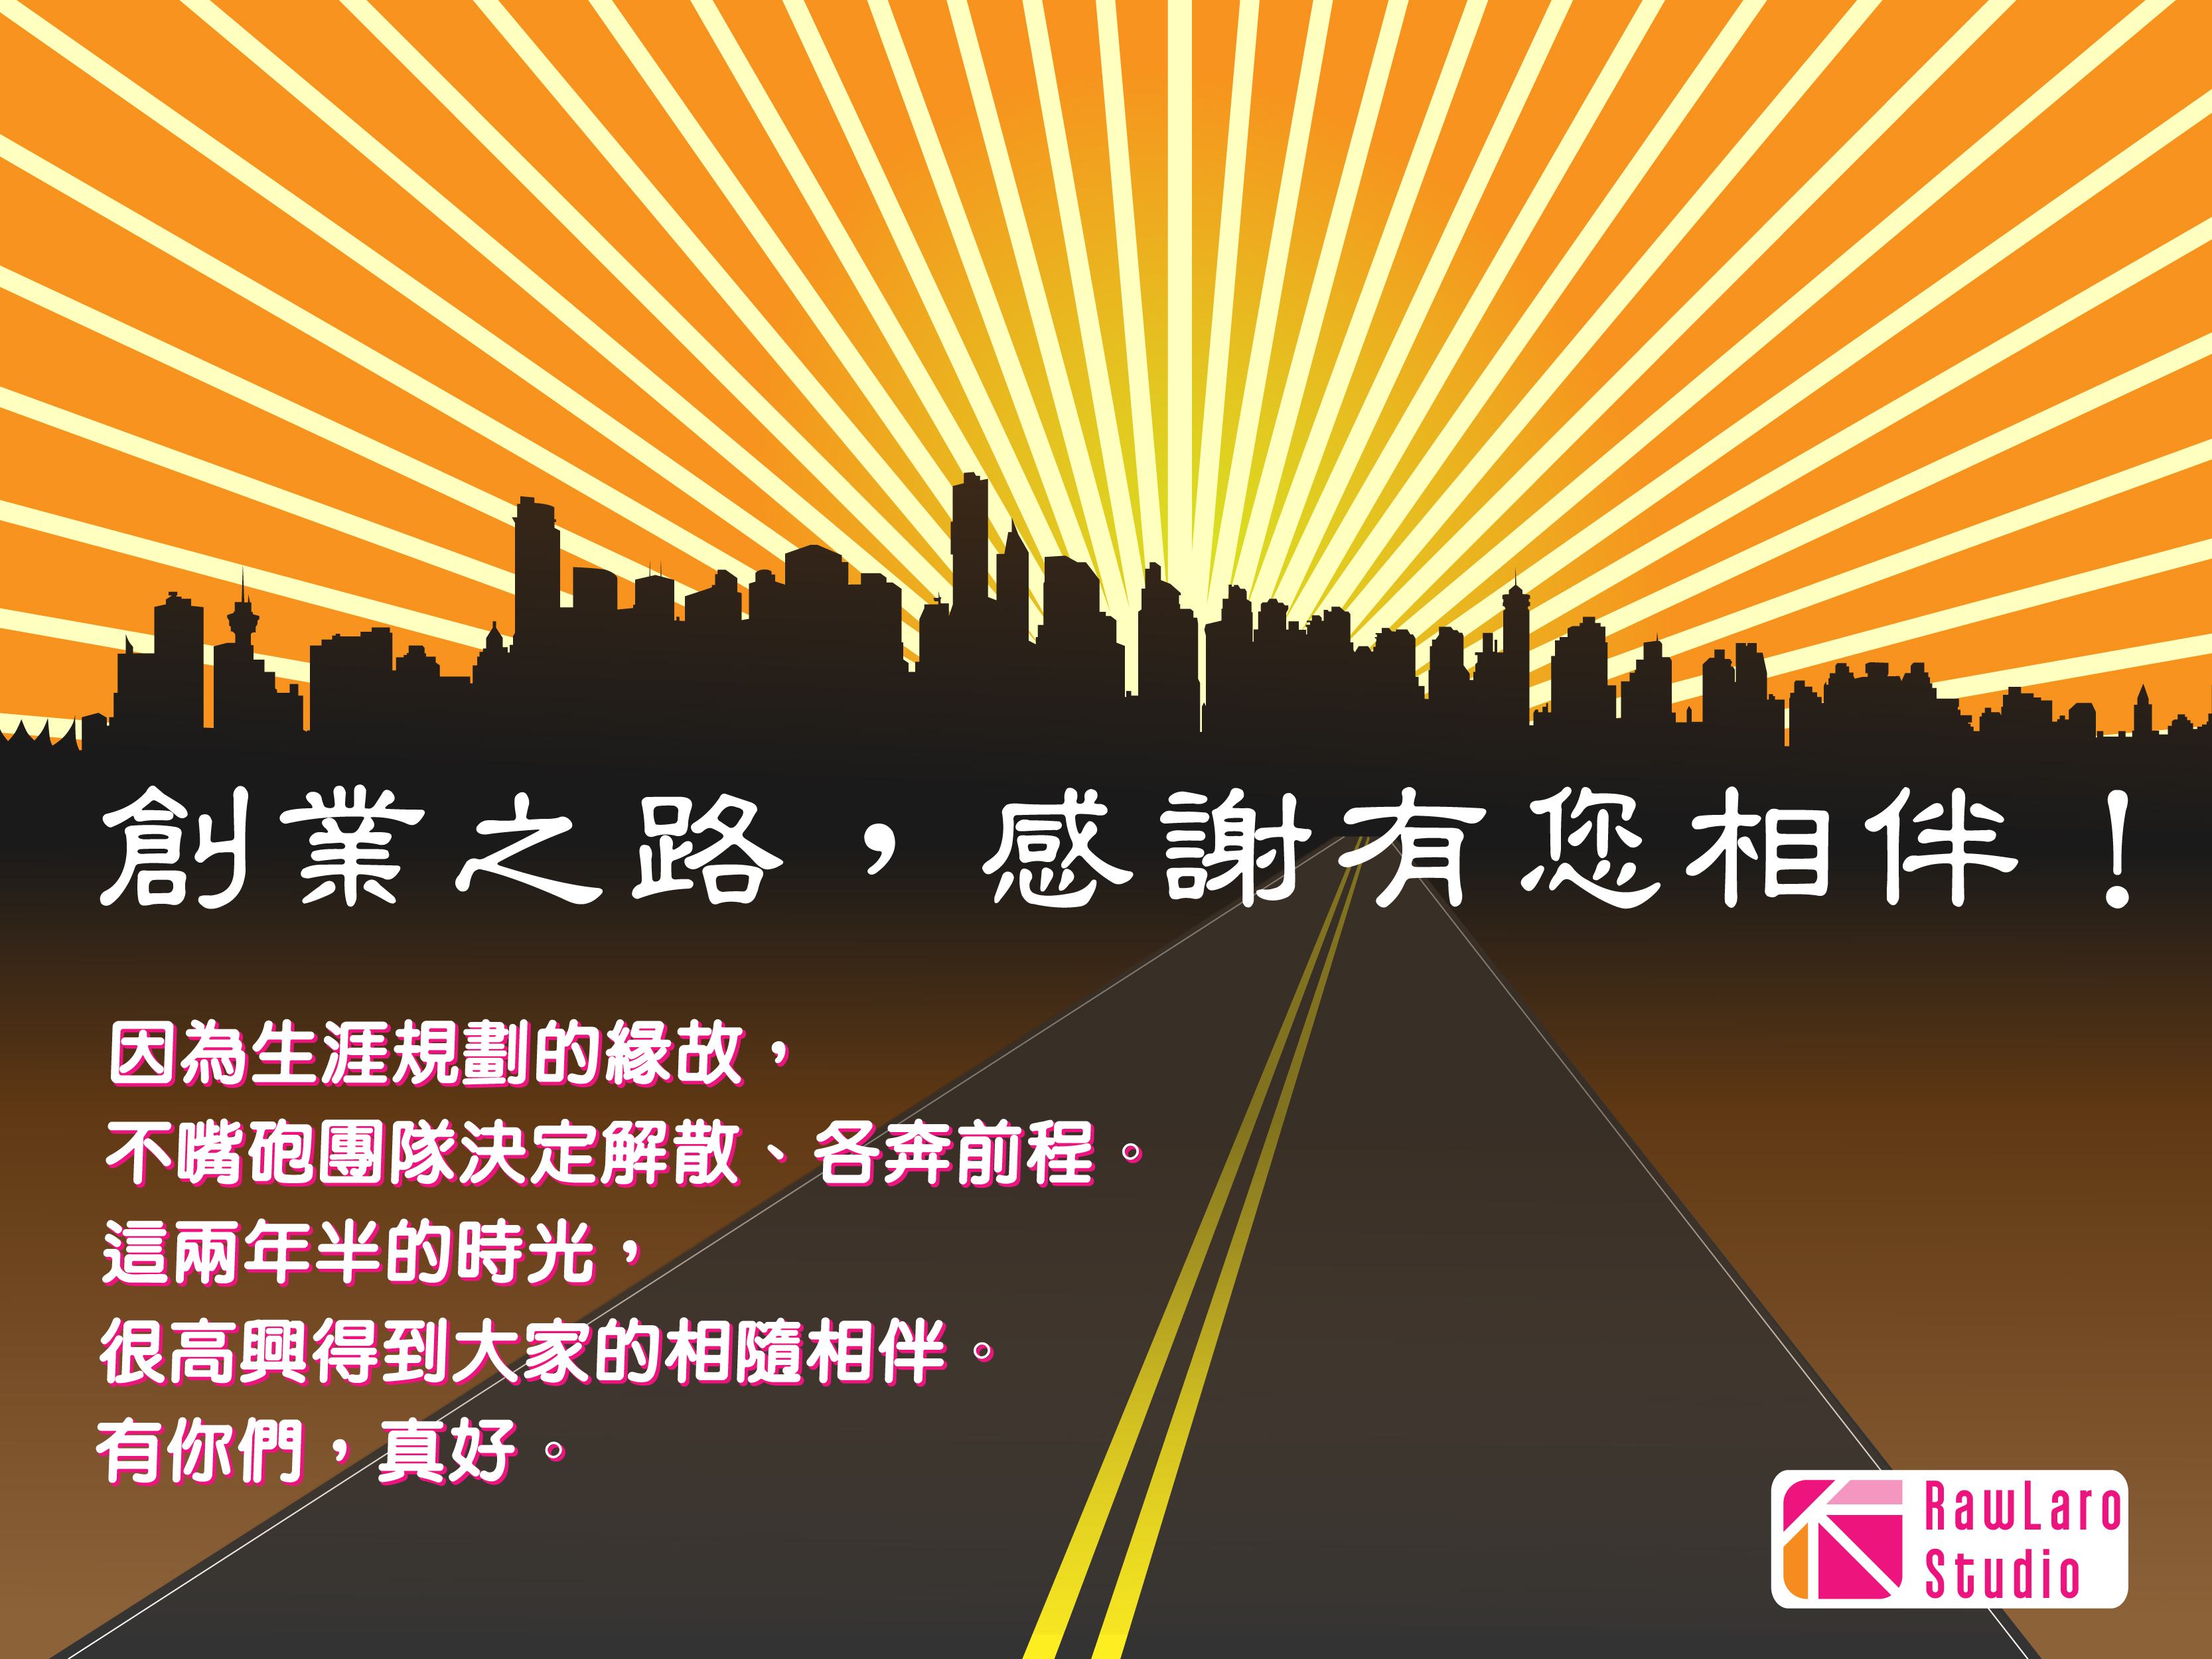 創業之路，感謝有您相伴！
因為生涯規劃的緣故，
不嘴砲團隊決定解散、各奔前程。
這兩年半的時光，
很高興得到大家的相隨相伴。
有你們，真好。
RawLaro
Studio